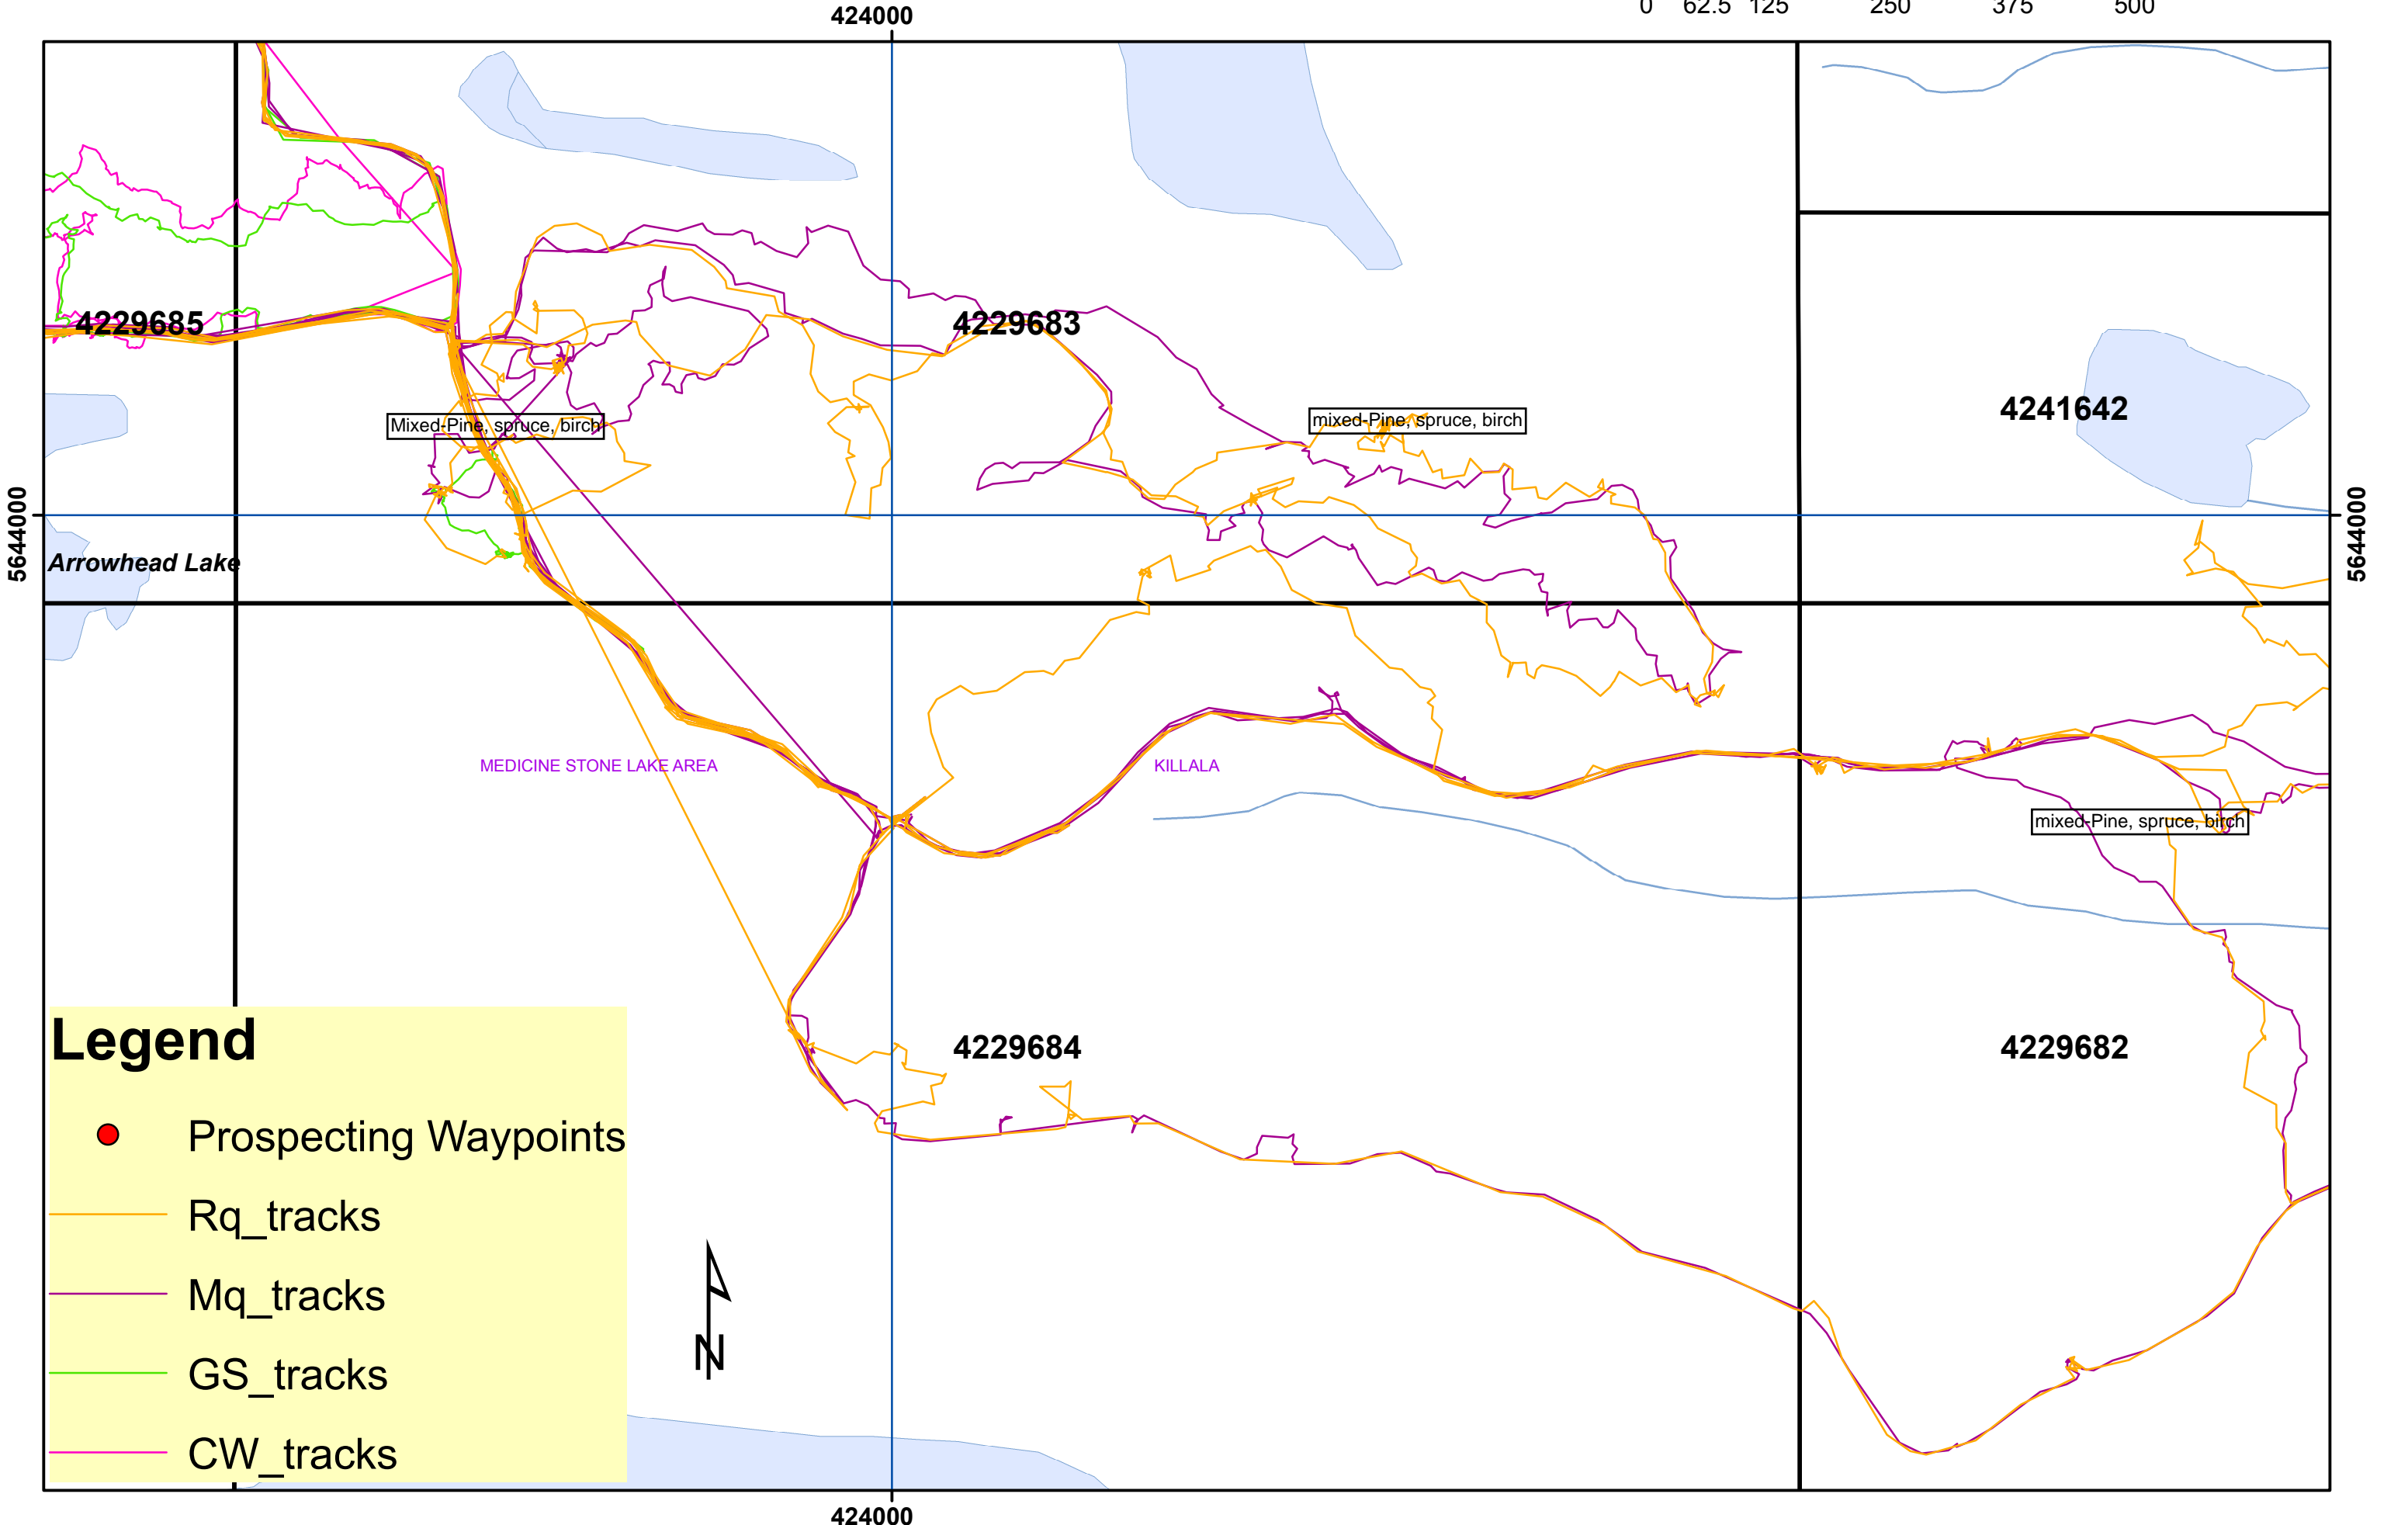 0 62.5 125 250 375 500
424000
4229685
4229683
4241642
Mixed-Pine, spruce, birch
mixed-Pine, spruce, birch
5644000
5644000
Arrowhead Lake
MEDICINE STONE LAKE AREA
KILLALA
mixed-Pine, spruce, birch
4229684
4229682
Legend
Prospecting Waypoints
Rq_tracks
Mq_tracks
GS_tracks
CW_tracks
N
424000